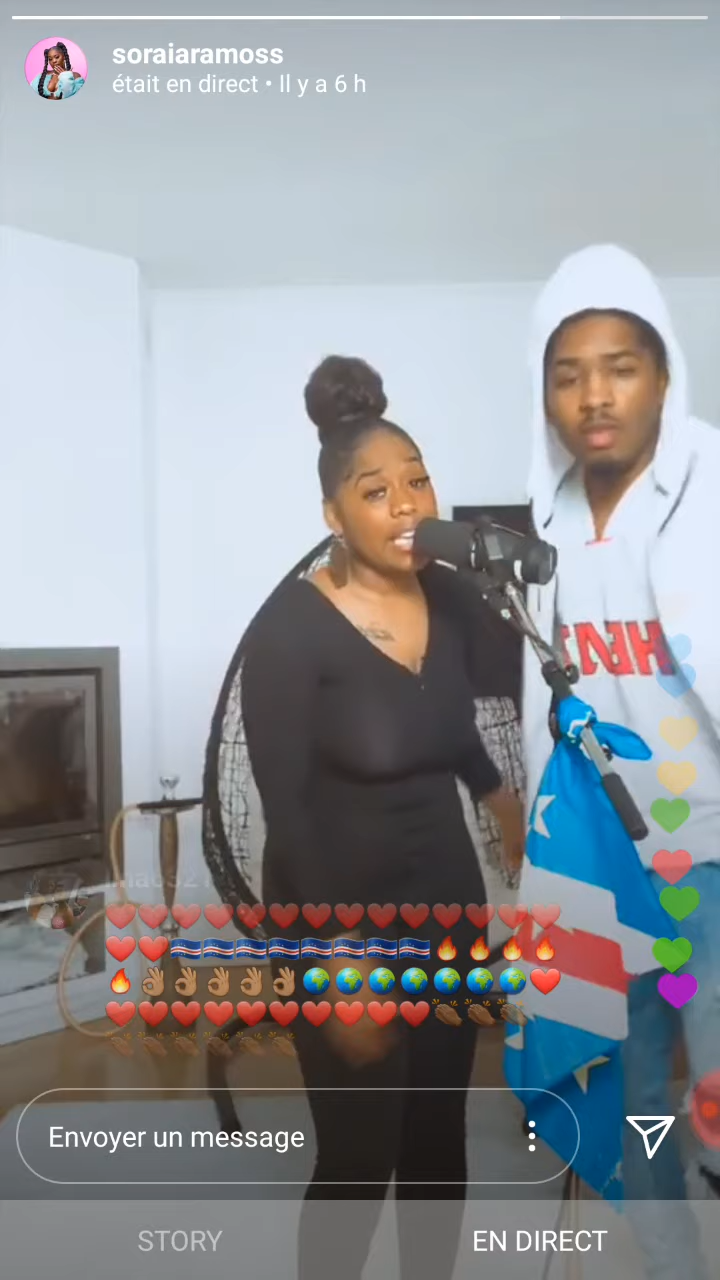 soraiaramoss
était en direct • Il y a 6 h
❤️❤️❤️❤️❤️❤️❤️❤️❤️❤️❤️❤️❤️❤️
❤️❤️🇨🇻🇨🇻🇨🇻🇨🇻🇨🇻🇨🇻🇨🇻🇨🇻🔥🔥🔥🔥
🔥👌🏽👌🏽👌🏽👌🏽👌🏽🌍🌍🌍🌍🌍🌍🌍❤️
❤️❤️❤️❤️❤️❤️❤️❤️❤️❤️👏🏽👏🏽👏🏽
👏🏽👏🏽👏🏽👏🏽👏🏽👏🏽
Envoyer un message
STORY
EN DIRECT